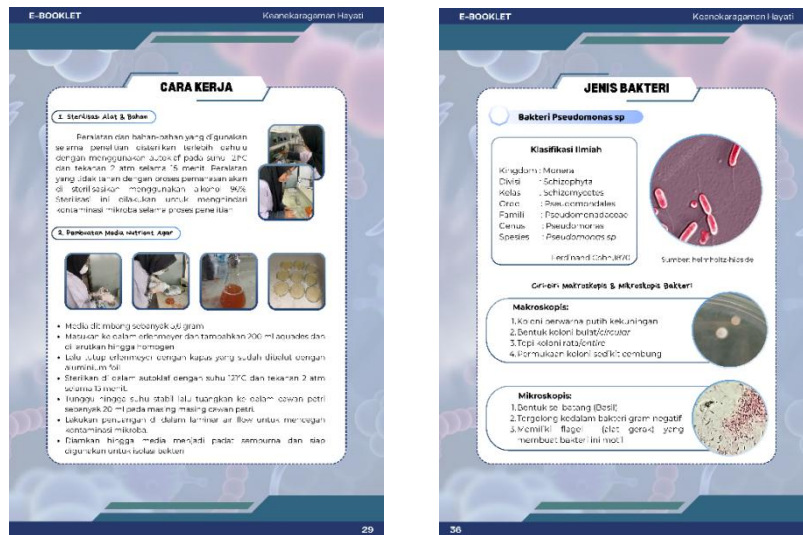 E-BOOKLET
Keanekaragaman Hayati
CARA KERJA
1. Sterilisasi Alat & Bahan
Peralatan dan bahan-bahan yang digunakan
selama penelitian disterilkan terlebih dahulu
dengan menggunakan autoklaf pada suhu 121°C
dan tekanan 2 atm selama 15 menit. Peralatan
yang tidak tahan dengan proses pemanasan akan
di sterilisasikan menggunakan alkohol 96%.
Sterilisasi ini dilakukan untuk menghindari
kontaminasi mikroba selama proses penelitian
2. Pembuatan Media Nutrient Agar
• Media ditimbang sebanyak 5,6 gram
• Masukan ke dalam erlenmeyer dan tambahkan 200 ml aquades dan
dilarutkan hingga homogen
• Lalu tutup erlenmeyer dengan kapas yang sudah dibalut dengan
aluminium foil
• Sterilkan di dalam autoklaf dengan suhu 121°C dan tekanan 2 atm
selama 15 menit.
• Tunggu hingga suhu stabil lalu tuangkan ke dalam cawan petri
sebanyak 20 ml pada masing masing cawan petri.
• Lakukan penuangan di dalam laminar air flow untuk mencegah
kontaminasi mikroba.
• Diamkan hingga media menjadi padat sempurna dan siap
digunakan untuk isolasi bakteri
29
E-BOOKLET
Keanekaragaman Hayati
JENIS BAKTERI
Bakteri Pseudomonas sp
Klasifikasi Ilmiah
Kingdom : Monera
Divisi : Schizophyta
Kelas : Schizomycetes
Ordo : Pseudomondales
Famili : Pseudomonadaceae
Genus : Pseudomonas
Spesies : Pseudomonas sp
Ferdinand Cohn,1870
Sumber: helmholtz-hiosde
Ciri-ciri Makroskopis & Mikroskopis Bakteri
Makroskopis:
1. Koloni berwarna putih kekuningan
2. Bentuk koloni bulat/circular
3. Tepi koloni rata/entire
4. Permukaan koloni sedikit cembung
Mikroskopis:
1. Bentuk sel batang (Basil)
2. Tergolong kedalam bakteri gram negatif
3. Memiliki flagel (alat gerak) yang
membuat bakteri ini motil
36